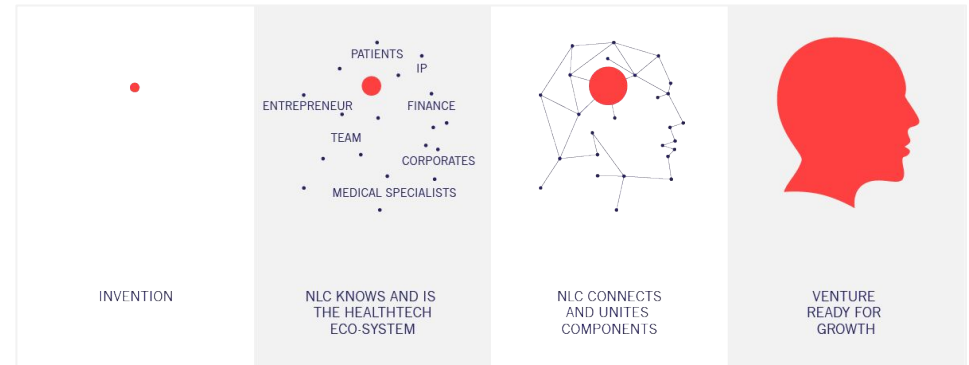 PATIENTS
IP
ENTREPRENEUR
FINANCE
TEAM
CORPORATES
MEDICAL SPECIALISTS
INVENTION
NLC KNOWS AND IS
THE HEALTHTECH
ECO-SYSTEM
NLC CONNECTS
AND UNITES
COMPONENTS
VENTURE
READY FOR
GROWTH